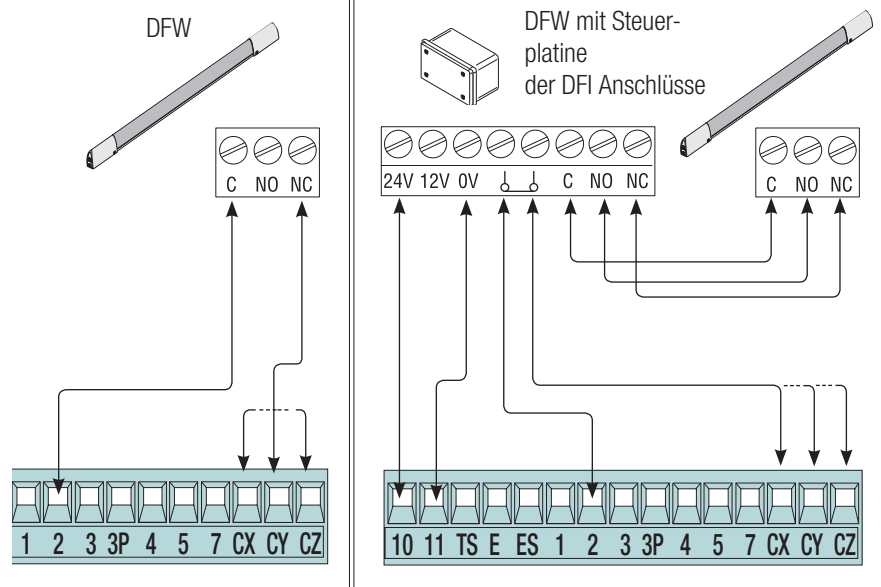 DFW
C NO NC
1 2 3 3P 4 5 7 CX CY CZ
DFW mit Steuer-
platine
der DFI Anschlüsse
24V 12V 0V C NO NC
C NO NC
10 11 TS E ES 1 2 3 3P 4 5 7 CX CY CZ